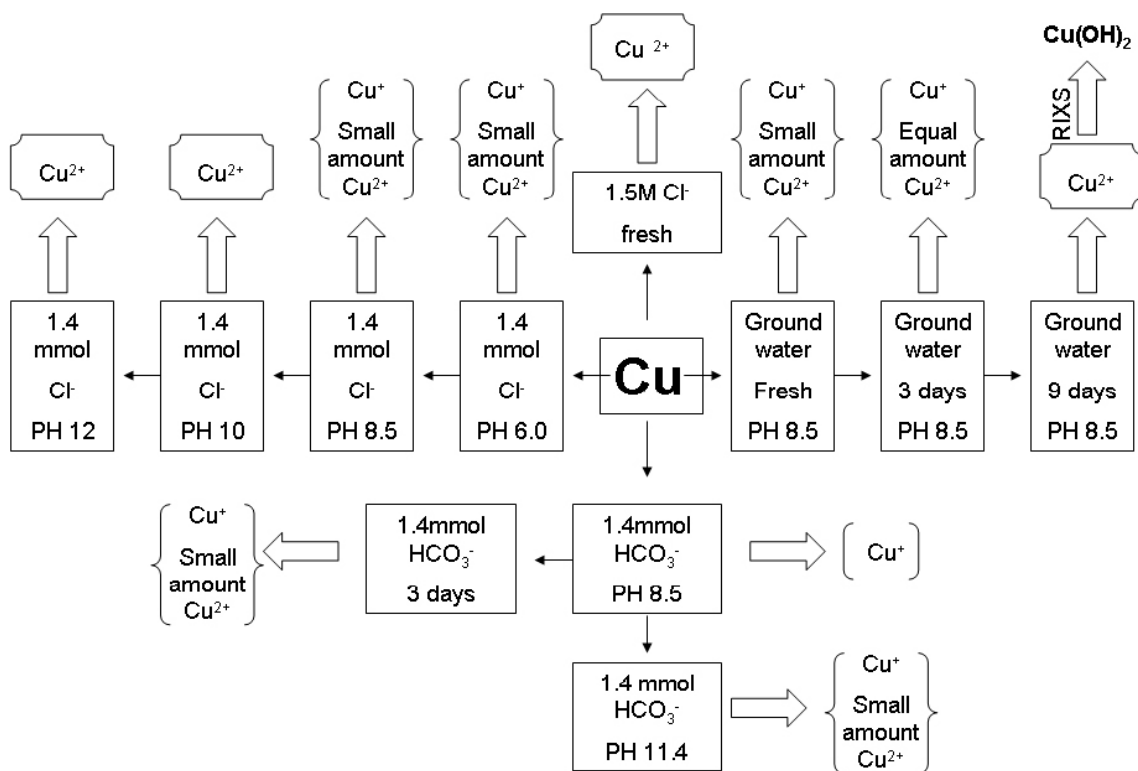 Cu(OH)₂
RIXS
Cu²⁺
Cu ²⁺
1.5M Cl⁻
fresh
Cu²⁺
Cu²⁺
Cu⁺
Small
amount
Cu²⁺
Cu⁺
Small
amount
Cu²⁺
Cu⁺
Small
amount
Cu²⁺
Cu⁺
Equal
amount
Cu²⁺
1.4
mmol
Cl⁻
PH 12
1.4
mmol
Cl⁻
PH 10
1.4
mmol
Cl⁻
PH 8.5
1.4
mmol
Cl⁻
PH 6.0
Cu
Ground
water
Fresh
PH 8.5
Ground
water
3 days
PH 8.5
Ground
water
9 days
PH 8.5
Cu⁺
Small
amount
Cu²⁺
1.4mmol
HCO₃⁻
3 days
1.4mmol
HCO₃⁻
PH 8.5
Cu⁺
1.4 mmol
HCO₃⁻
PH 11.4
Cu⁺
Small
amount
Cu²⁺